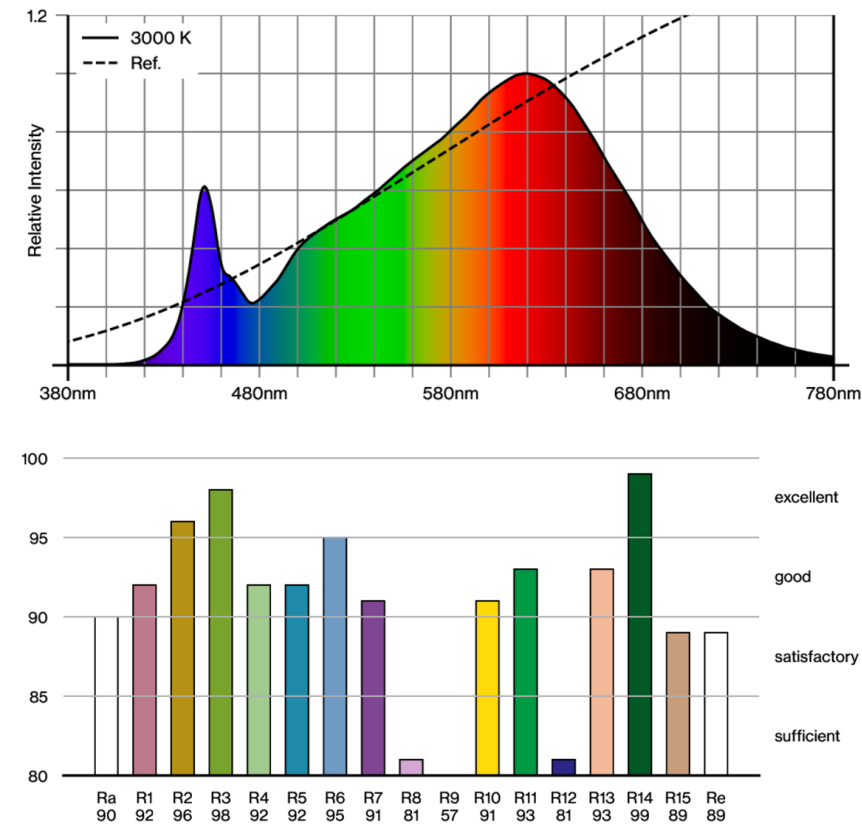 1.2
3000 K
Ref.
Relative Intensity
380nm 480nm 580nm 680nm 780nm
100
excellent
95
good
90
satisfactory
85
sufficient
80
Ra R1 R2 R3 R4 R5 R6 R7 R8 R9 R10 R11 R12 R13 R14 R15 Re
90 92 96 98 92 92 95 91 81 57 91 93 81 93 99 89 89